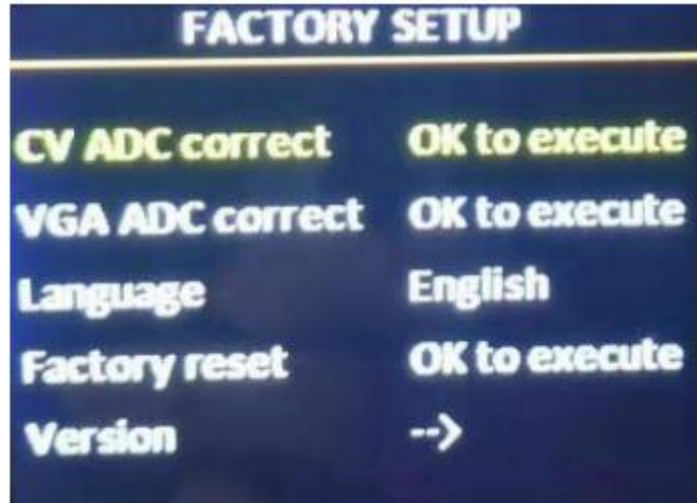 FACTORY SETUP
CV ADC correct OK to execute
VGA ADC correct OK to execute
Language English
Factory reset OK to execute
Version -->